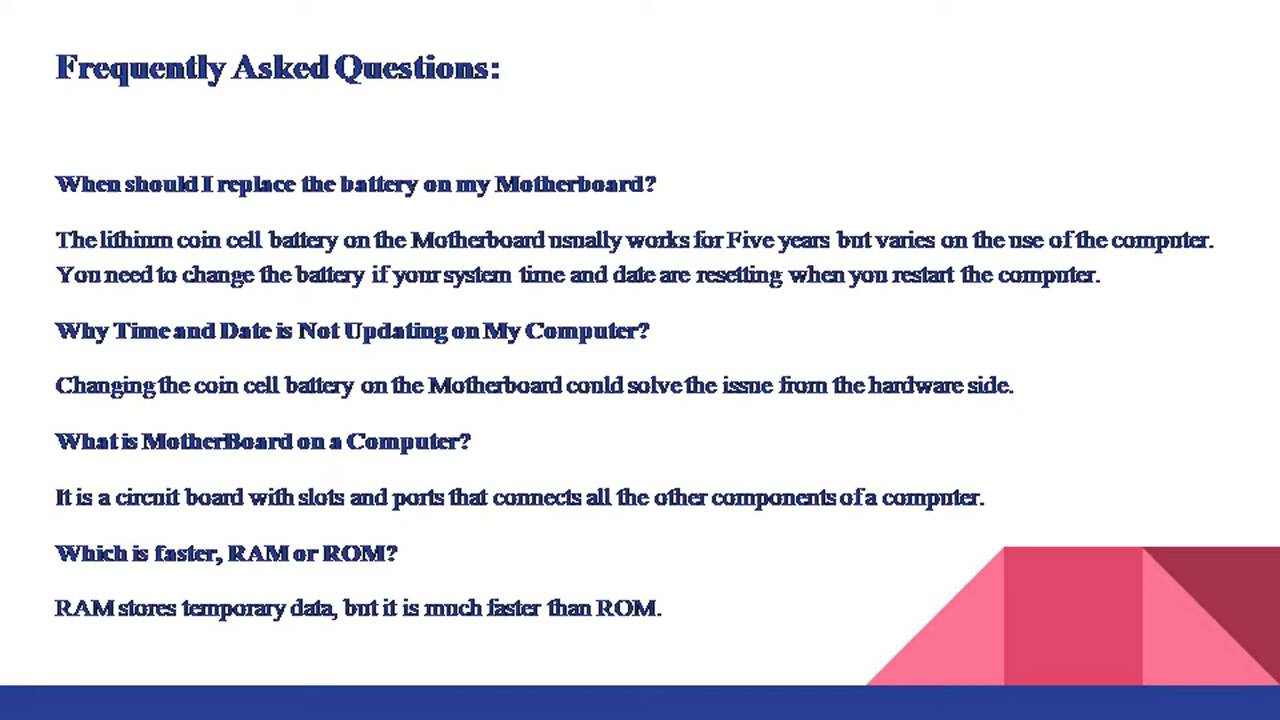 Frequently Asked Questions:
When should I replace the battery on my Motherboard?
The lithium coin cell battery on the Motherboard usually works for Five years but varies on the use of the computer.
You need to change the battery if your system time and date are resetting when you restart the computer.
Why Time and Date is Not Updating on My Computer?
Changing the coin cell battery on the Motherboard could solve the issue from the hardware side.
What is MotherBoard on a Computer?
It is a circuit board with slots and ports that connects all the other components of a computer.
Which is faster, RAM or ROM?
RAM stores temporary data, but it is much faster than ROM.